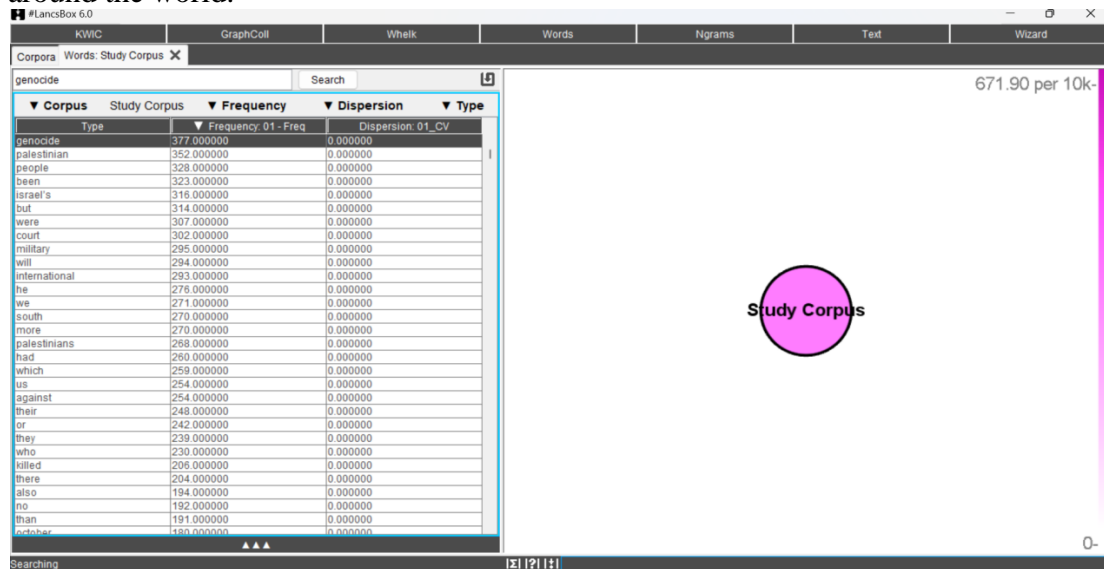 around the world.
#LancsBox 6.0
KWIC GraphColl Whelk Words Ngrams Text Wizard
Corpora Words: Study Corpus
genocide Search
▼ Corpus Study Corpus ▼ Frequency ▼ Dispersion ▼ Type
Type ▼ Frequency: 01 - Freq Dispersion: 01_CV
genocide 377.000000 0.000000
palestinian 352.000000 0.000000
people 328.000000 0.000000
been 323.000000 0.000000
israel's 316.000000 0.000000
but 314.000000 0.000000
were 307.000000 0.000000
court 302.000000 0.000000
military 295.000000 0.000000
will 294.000000 0.000000
international 293.000000 0.000000
he 276.000000 0.000000
we 271.000000 0.000000
south 270.000000 0.000000
more 270.000000 0.000000
palestinians 268.000000 0.000000
had 260.000000 0.000000
which 259.000000 0.000000
us 254.000000 0.000000
against 254.000000 0.000000
their 248.000000 0.000000
or 242.000000 0.000000
they 239.000000 0.000000
who 230.000000 0.000000
killed 206.000000 0.000000
there 204.000000 0.000000
also 194.000000 0.000000
no 192.000000 0.000000
than 191.000000 0.000000
october 180.000000 0.000000
▲▲▲
671.90 per 10k-
Study Corpus
0-
Searching |Σ| |?| |‡|